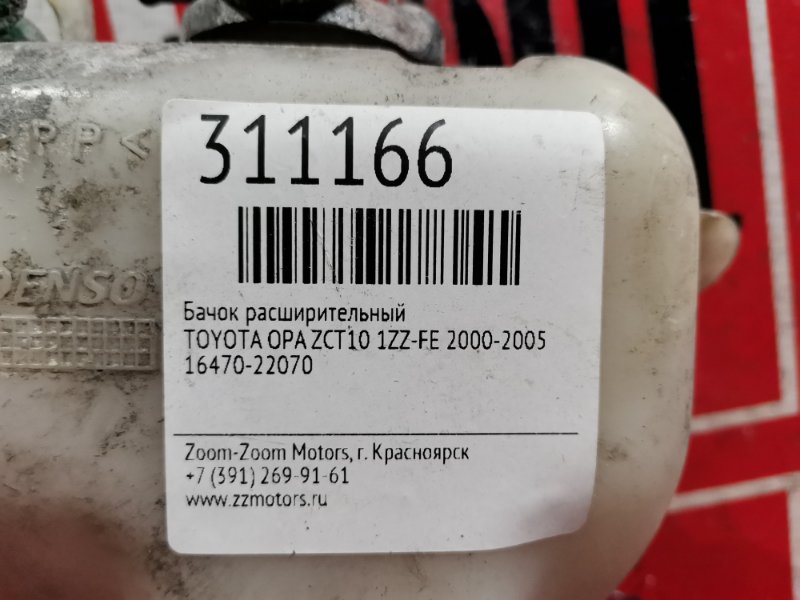 311166
PP<
DENSO
Бачок расширительный
TOYOTA OPA ZCT10 1ZZ-FE 2000-2005
16470-22070
Zoom-Zoom Motors, г. Красноярск
+7 (391) 269-91-61
www.zzmotors.ru